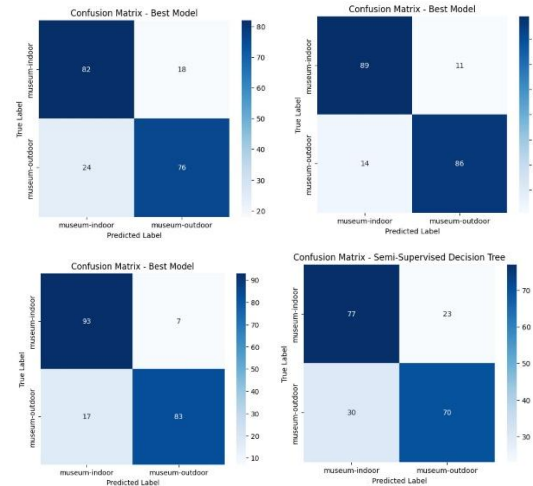 Confusion Matrix - Best Model
museum-indoor
museum-outdoor
True Label
82
18
24
76
80
70
60
50
40
30
20
museum-indoor
museum-outdoor
Predicted Label
Confusion Matrix - Best Model
museum-indoor
museum-outdoor
True Label
89
11
14
86
museum-indoor
museum-outdoor
Predicted Label
Confusion Matrix - Best Model
museum-indoor
museum-outdoor
True Label
93
7
17
83
90
80
70
60
50
40
30
20
10
museum-indoor
museum-outdoor
Predicted Label
Confusion Matrix - Semi-Supervised Decision Tree
museum-indoor
museum-outdoor
True Label
77
23
30
70
70
60
50
40
30
museum-indoor
museum-outdoor
Predicted Label